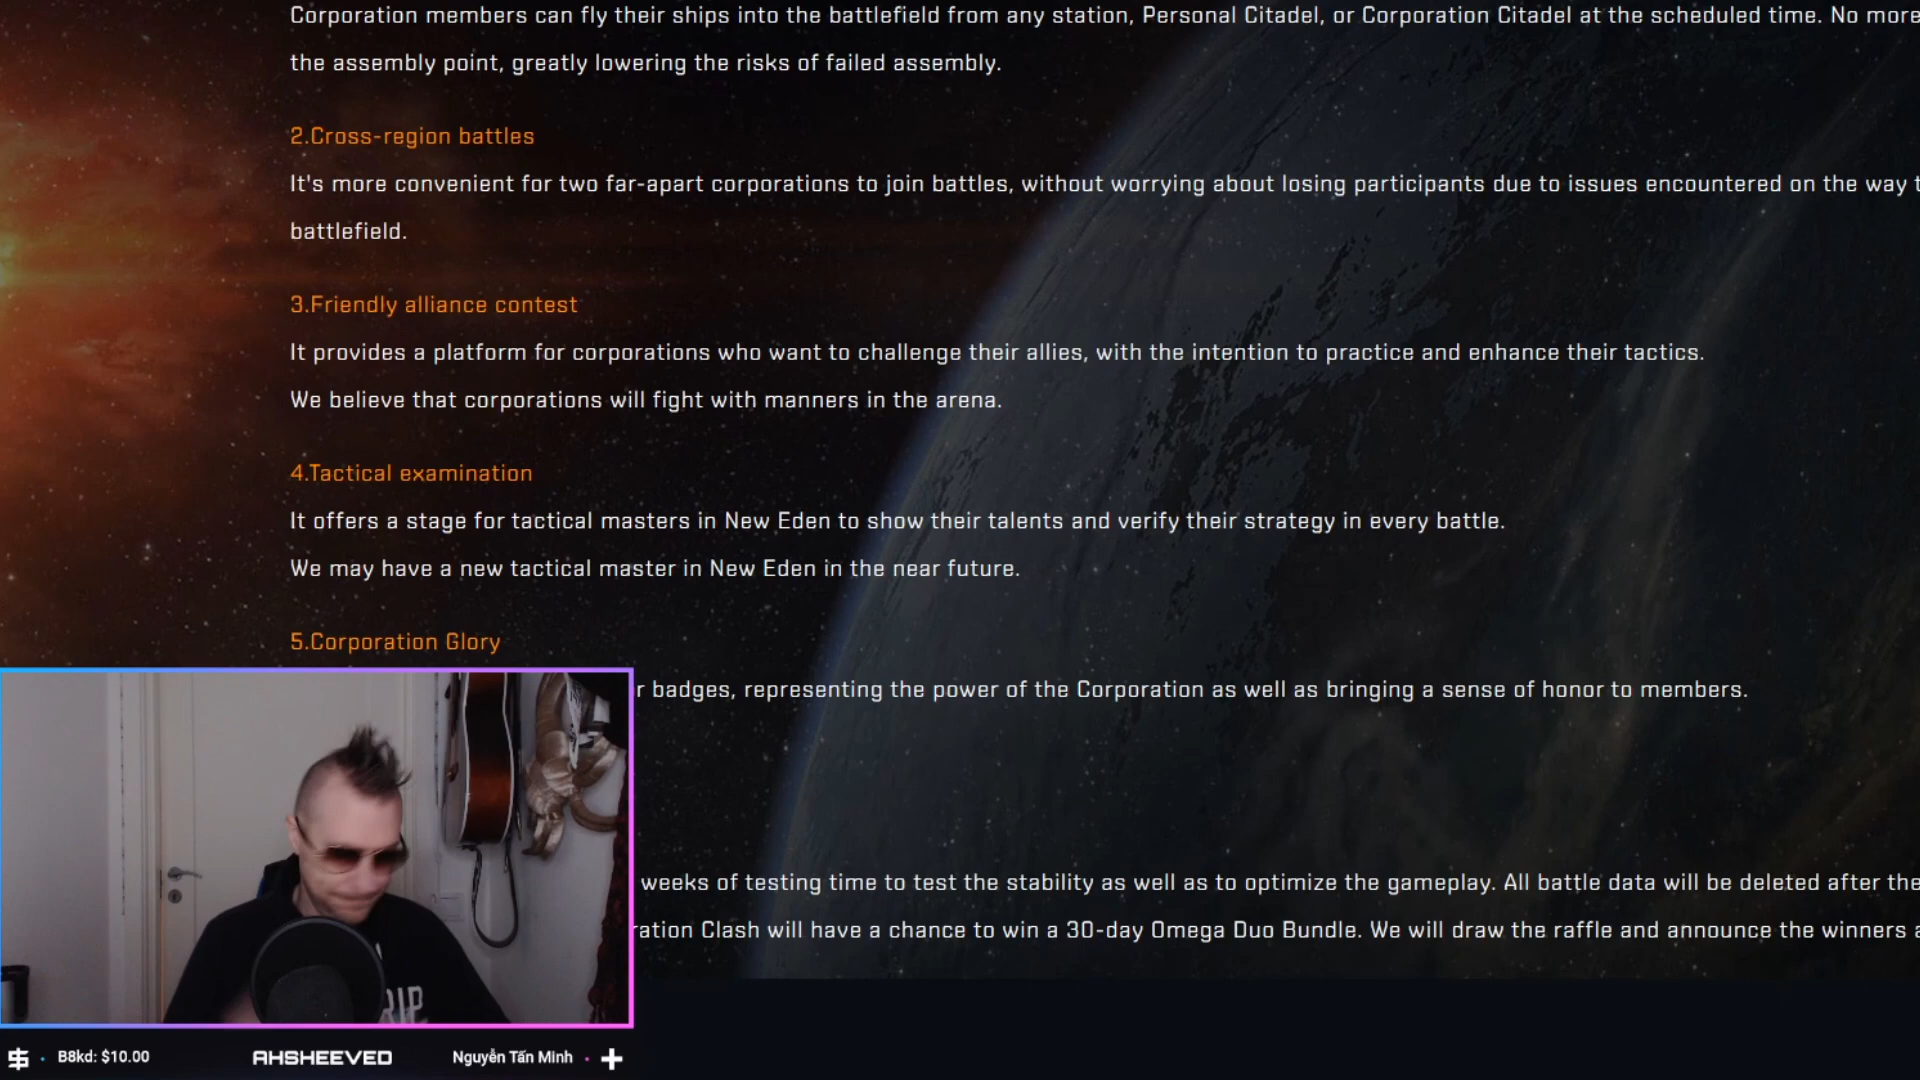 Corporation members can fly their ships into the battlefield from any station, Personal Citadel, or Corporation Citadel at the scheduled time. No more
the assembly point, greatly lowering the risks of failed assembly.
2.Cross-region battles
It's more convenient for two far-apart corporations to join battles, without worrying about losing participants due to issues encountered on the way
battlefield.
3.Friendly alliance contest
It provides a platform for corporations who want to challenge their allies, with the intention to practice and enhance their tactics.
We believe that corporations will fight with manners in the arena.
4.Tactical examination
It offers a stage for tactical masters in New Eden to show their talents and verify their strategy in every battle.
We may have a new tactical master in New Eden in the near future.
5.Corporation Glory
badges, representing the power of the Corporation as well as bringing a sense of honor to members.
weeks of testing time to test the stability as well as to optimize the gameplay. All battle data will be deleted after the
ration Clash will have a chance to win a 30-day Omega Duo Bundle. We will draw the raffle and announce the winners
RIP
B8kd: $10.00 AHSHEEVED Nguyễn Tấn Minh